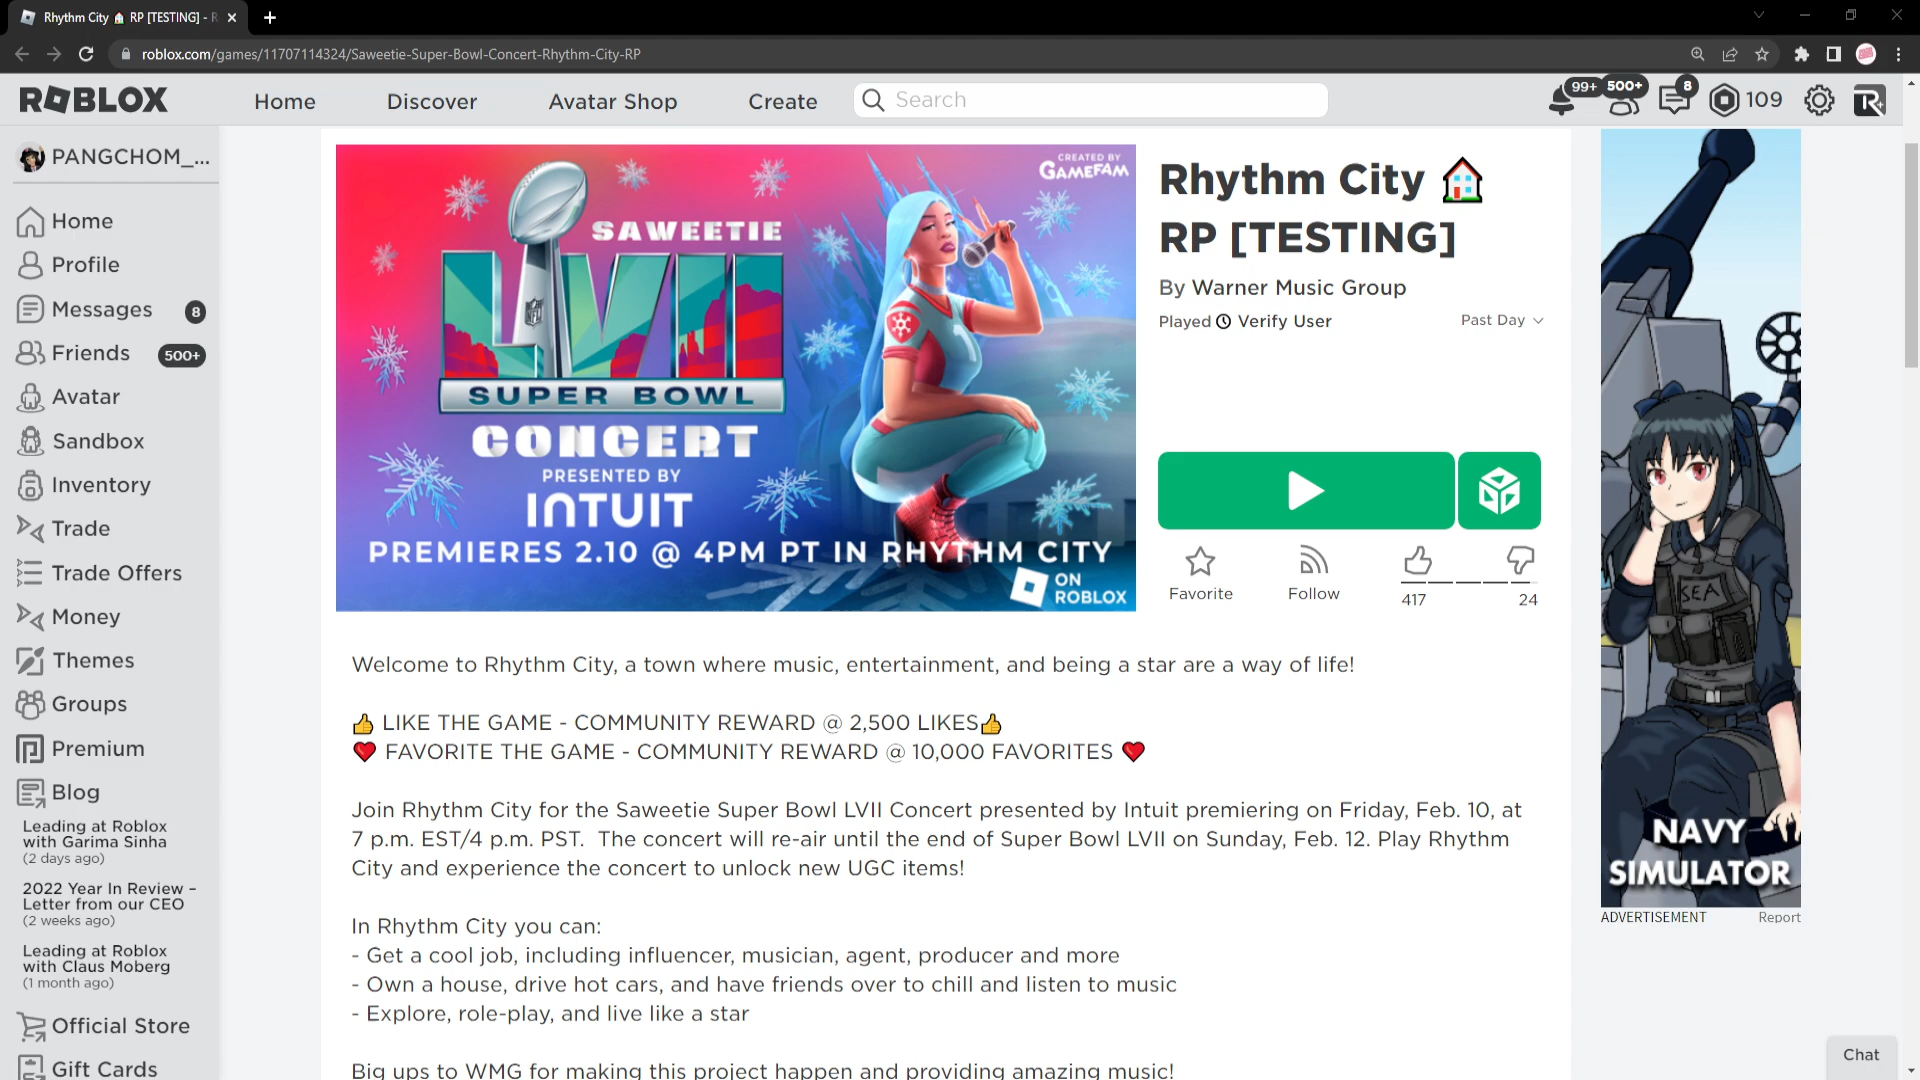 Rhythm City 🏠 RP [TESTING] - R
roblox.com/games/11707114324/Saweetie-Super-Bowl-Concert-Rhythm-City-RP
ROBLOX
Home
Discover
Avatar Shop
Create
Search
99+
500+
8
109
PANGCHOM_...
Home
Profile
Messages
8
Friends
500+
Avatar
Sandbox
Inventory
Trade
Trade Offers
Money
Themes
Groups
Premium
Blog
Leading at Roblox
with Garima Sinha
(2 days ago)
2022 Year In Review –
Letter from our CEO
(2 weeks ago)
Leading at Roblox
with Claus Moberg
(1 month ago)
Official Store
Gift Cards
CREATED BY
GAMEFAM
SAWEETIE
LVII
NFL
SUPER BOWL
CONCERT
PRESENTED BY
INTUIT
PREMIERES 2.10 @ 4PM PT IN RHYTHM CITY
ON
ROBLOX
Rhythm City 🏠
RP [TESTING]
By Warner Music Group
Played Verify User
Past Day
Favorite
Follow
417
24
Welcome to Rhythm City, a town where music, entertainment, and being a star are a way of life!
👍 LIKE THE GAME - COMMUNITY REWARD @ 2,500 LIKES👍
❤️ FAVORITE THE GAME - COMMUNITY REWARD @ 10,000 FAVORITES ❤️
Join Rhythm City for the Saweetie Super Bowl LVII Concert presented by Intuit premiering on Friday, Feb. 10, at
7 p.m. EST/4 p.m. PST.  The concert will re-air until the end of Super Bowl LVII on Sunday, Feb. 12. Play Rhythm
City and experience the concert to unlock new UGC items!
In Rhythm City you can:
- Get a cool job, including influencer, musician, agent, producer and more
- Own a house, drive hot cars, and have friends over to chill and listen to music
- Explore, role-play, and live like a star
Big ups to WMG for making this project happen and providing amazing music!
SEA
NAVY
SIMULATOR
ADVERTISEMENT
Report
Chat